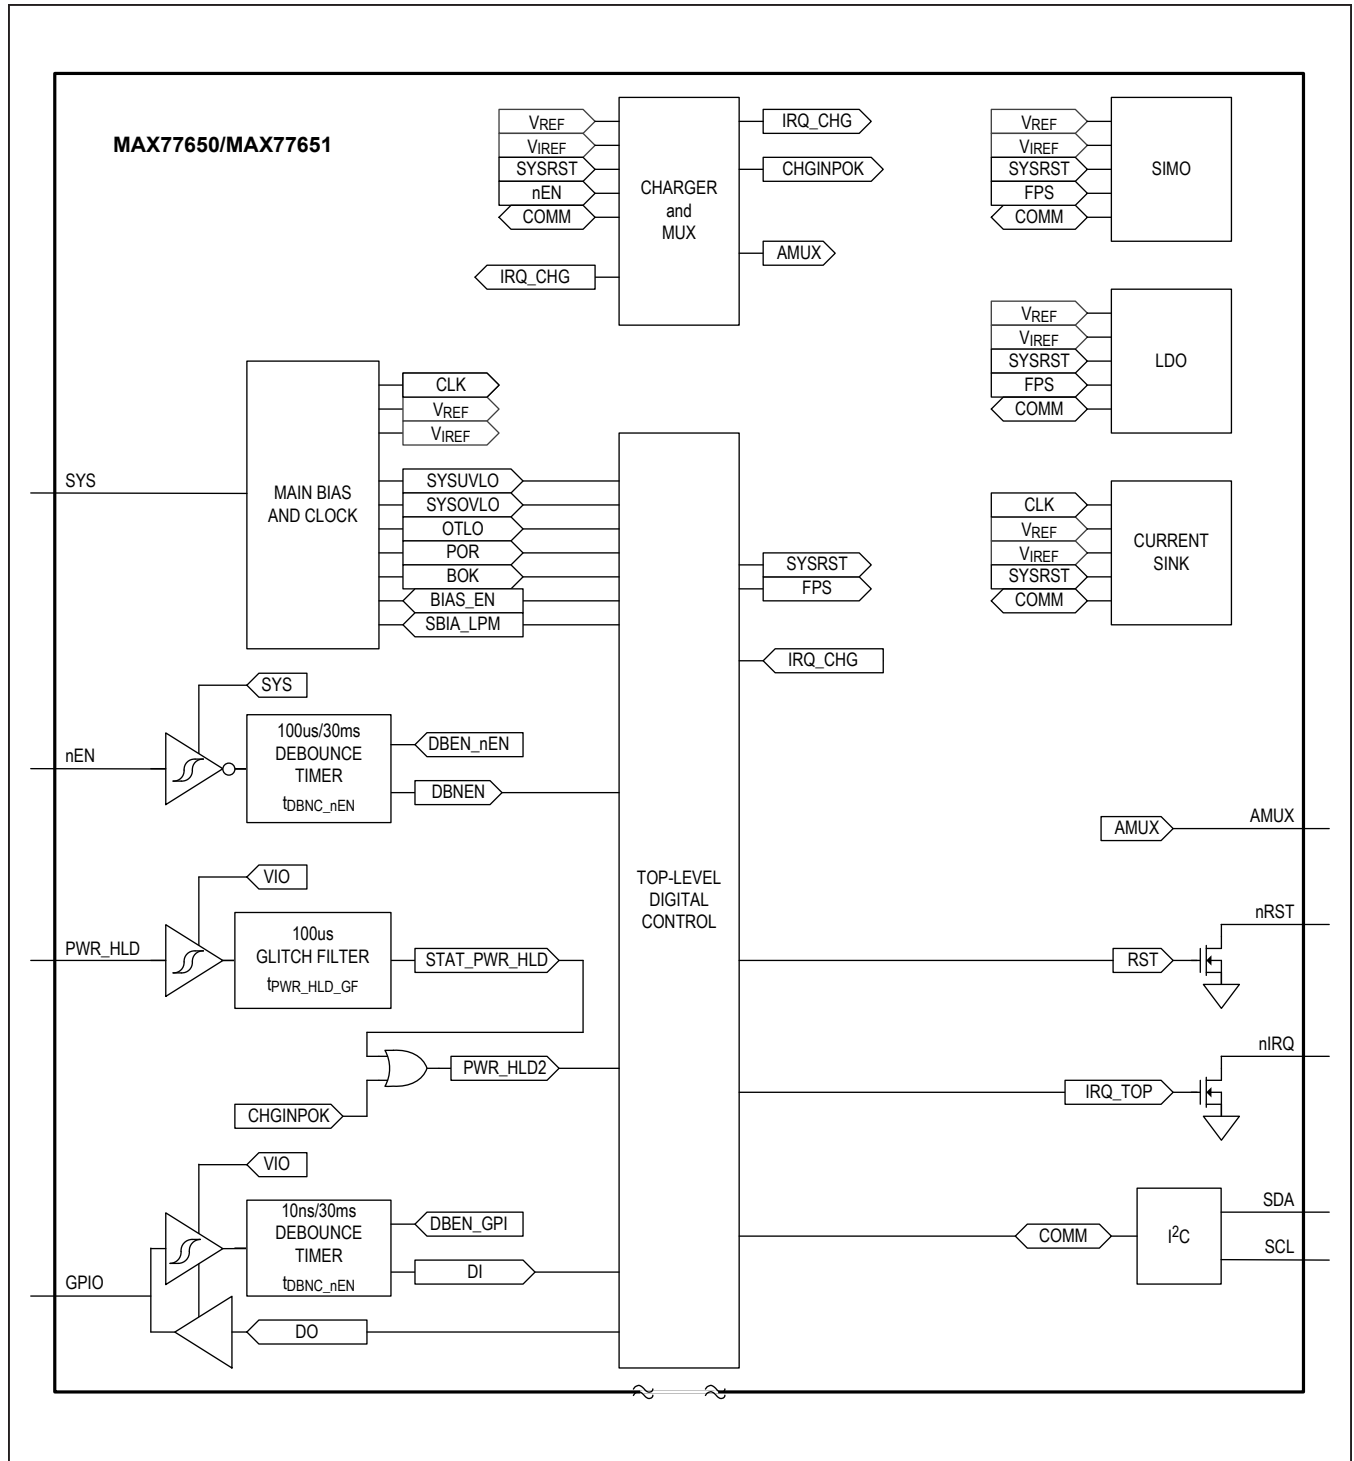 MAX77650/MAX77651
VREF
VIREF
SYSRST
nEN
COMM
IRQ_CHG
CHARGER
and
MUX
IRQ_CHG
CHGINPOK
AMUX
VREF
VIREF
SYSRST
FPS
COMM
SIMO
VREF
VIREF
SYSRST
FPS
COMM
LDO
SYS
MAIN BIAS
AND CLOCK
CLK
VREF
VIREF
SYSUVLO
SYSOVLO
OTLO
POR
BOK
BIAS_EN
SBIA_LPM
CLK
VREF
VIREF
SYSRST
COMM
CURRENT
SINK
SYSRST
FPS
IRQ_CHG
SYS
nEN
100us/30ms
DEBOUNCE
TIMER
tDBNC_nEN
DBEN_nEN
DBNEN
VIO
PWR_HLD
100us
GLITCH FILTER
tPWR_HLD_GF
STAT_PWR_HLD
PWR_HLD2
CHGINPOK
TOP-LEVEL
DIGITAL
CONTROL
AMUX
AMUX
nRST
RST
nIRQ
IRQ_TOP
VIO
GPIO
10ns/30ms
DEBOUNCE
TIMER
tDBNC_nEN
DBEN_GPI
DI
DO
COMM
I²C
SDA
SCL